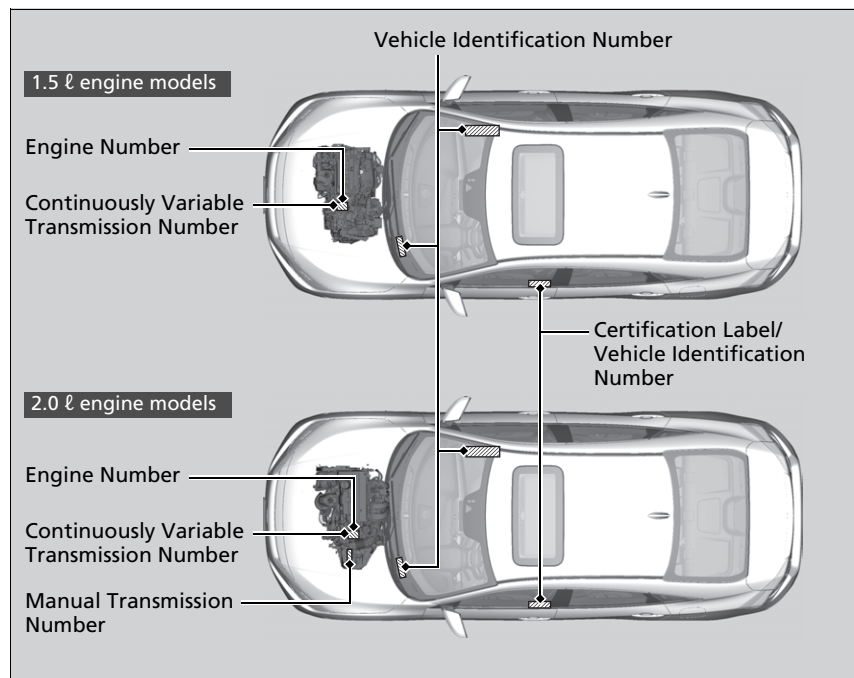 Vehicle Identification Number
1.5 ℓ engine models
Engine Number
Continuously Variable
Transmission Number
Certification Label/
Vehicle Identification
Number
2.0 ℓ engine models
Engine Number
Continuously Variable
Transmission Number
Manual Transmission
Number